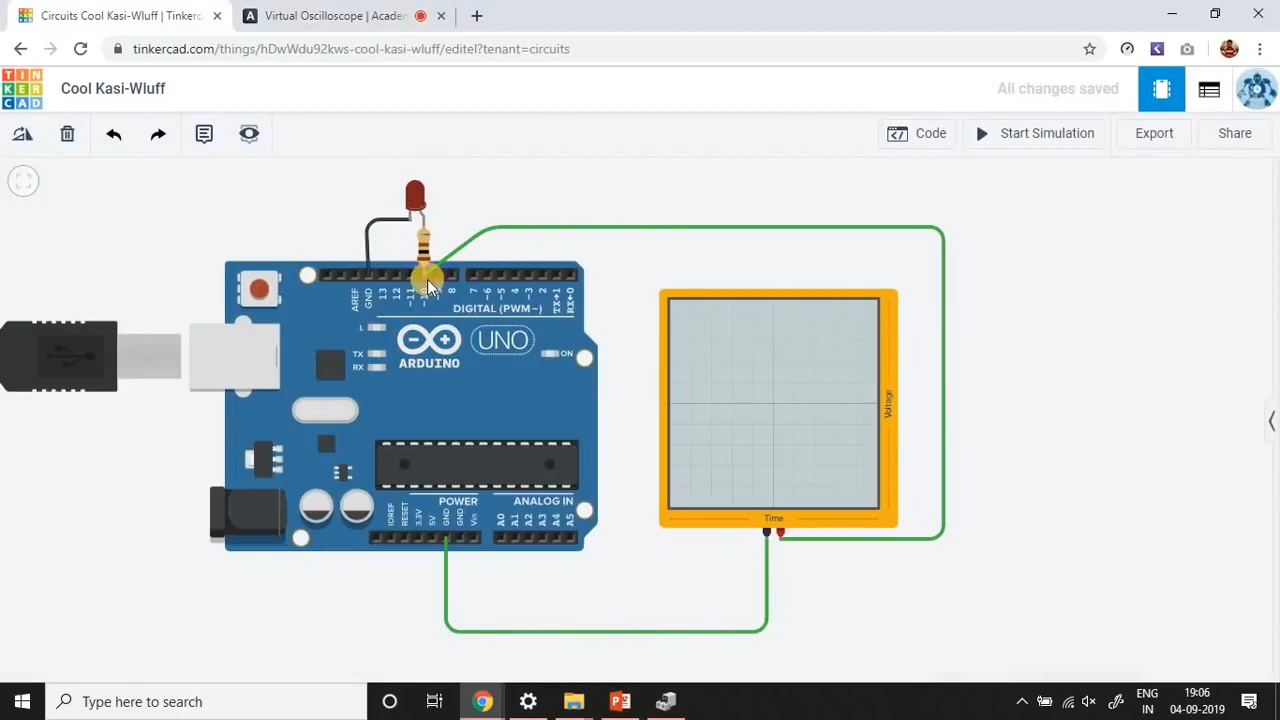 Circuits Cool Kasi-Wluff | Tinkerc
Virtual Oscilloscope | Acader
tinkercad.com/things/hDwWdu92kws-cool-kasi-wluff/editel?tenant=circuits
TIN
KER
CAD
Cool Kasi-Wluff
All changes saved
Code
Start Simulation
Export
Share
AREF
GND
13
12
~11
~10
8
7
~6
~5
4
~3
2
TX→1
RX←0
DIGITAL (PWM~)
L
TX
RX
ARDUINO
UNO
ON
POWER
ANALOG IN
IOREF
RESET
3.3V
5V
GND
GND
Vin
A0
A1
A2
A3
A4
A5
Voltage
Time
Type here to search
ENG
IN
19:06
04-09-2019